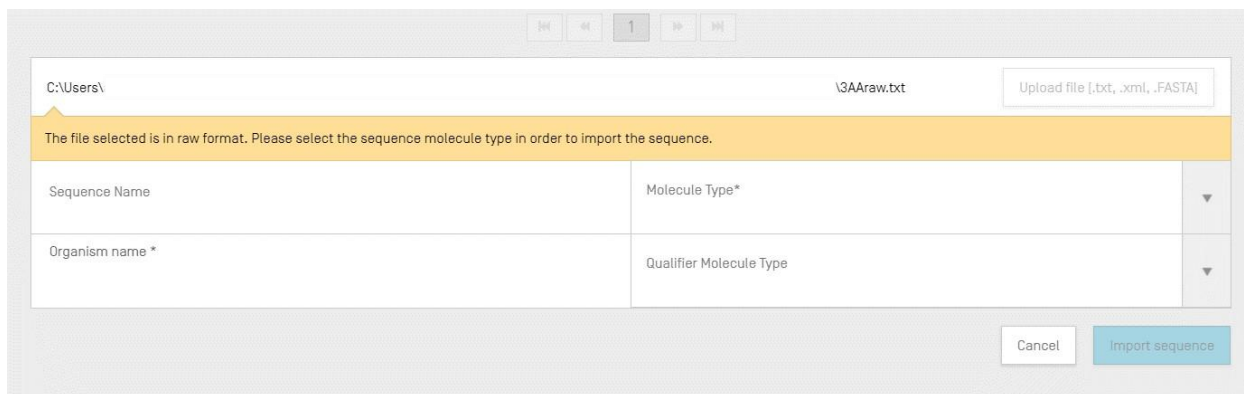 1
C:\Users\ \3AAraw.txt Upload file [.txt, .xml, .FASTA]
The file selected is in raw format. Please select the sequence molecule type in order to import the sequence.
Sequence Name Molecule Type*
Organism name * Qualifier Molecule Type
Cancel Import sequence